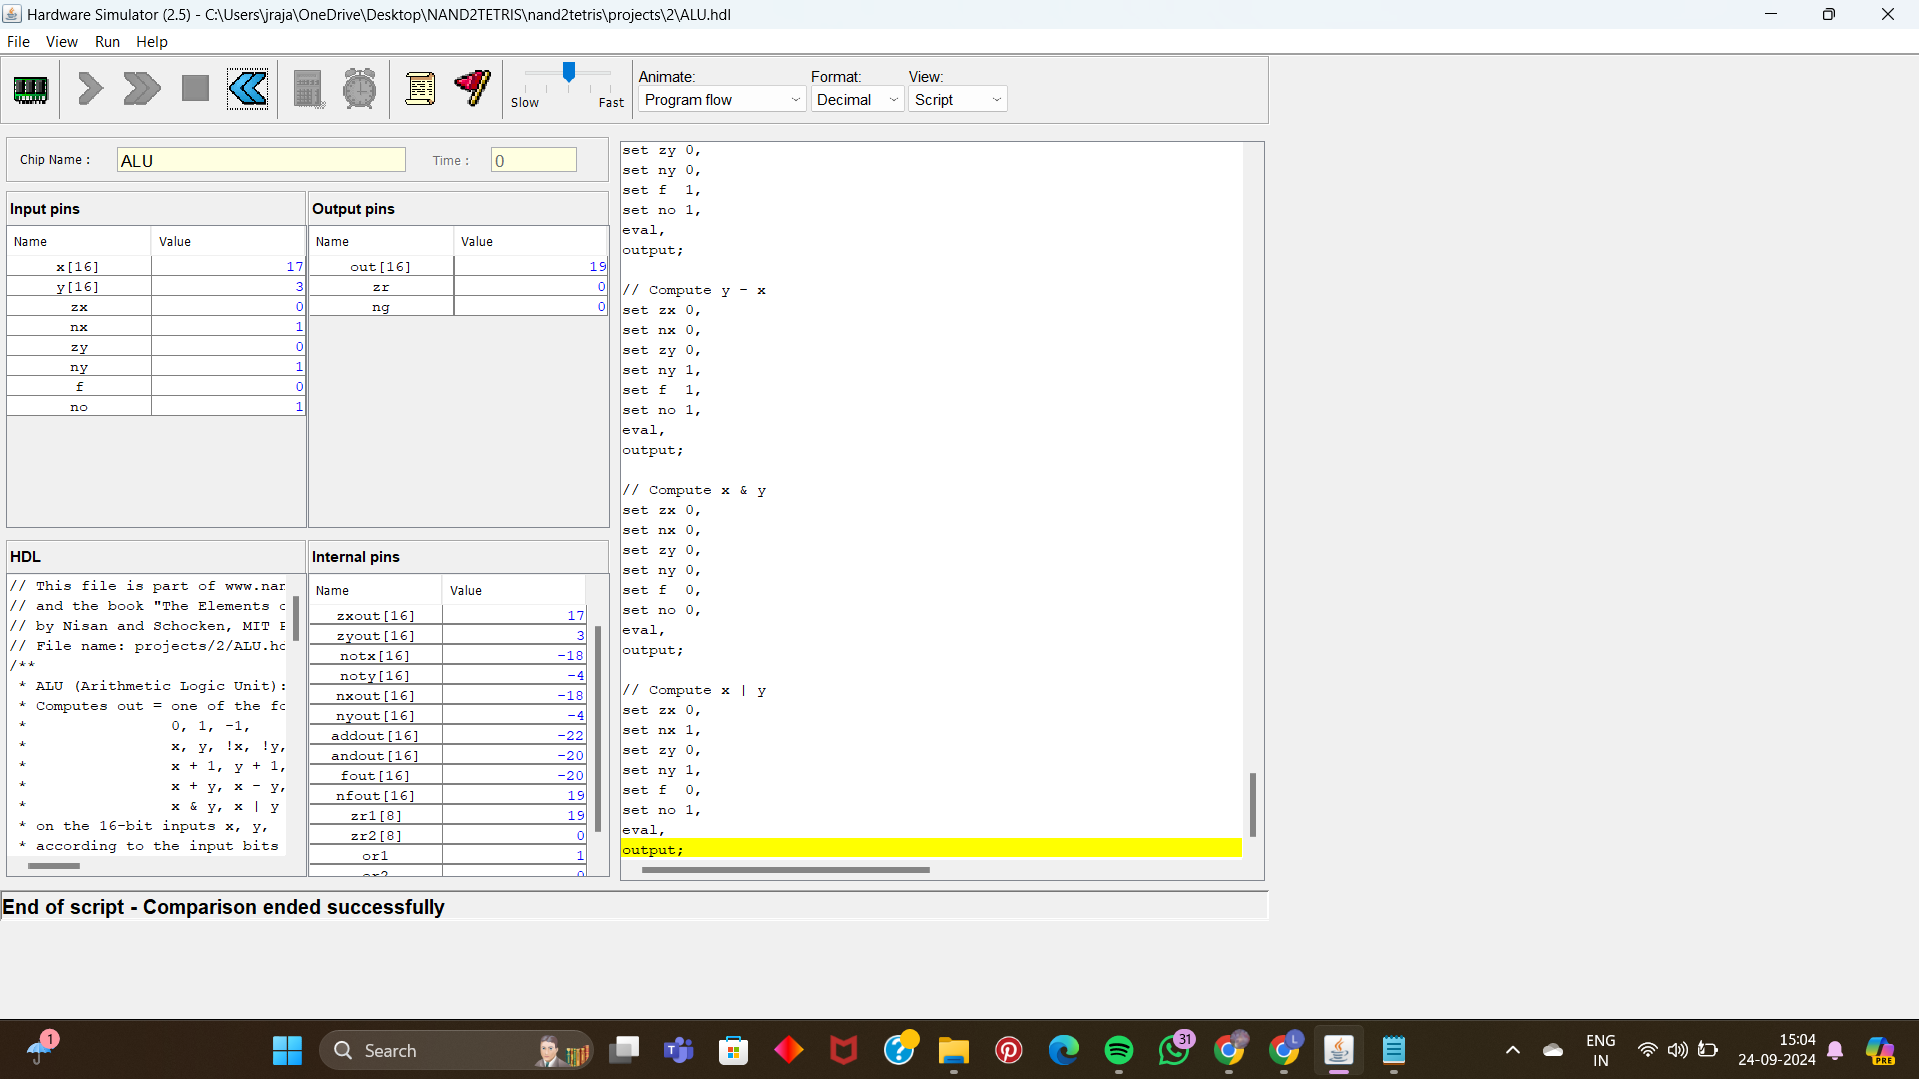 Hardware Simulator (2.5) - C:\Users\jraja\OneDrive\Desktop\NAND2TETRIS\nand2tetris\projects\2\ALU.hdl
File View Run Help
Slow Fast
Animate: Format: View:
Program flow Decimal Script
Chip Name : ALU Time : 0
Input pins
Name Value
x[16] 17
y[16] 3
zx 0
nx 1
zy 0
ny 1
f 0
no 1
Output pins
Name Value
out[16] 19
zr 0
ng 0
HDL
// This file is part of www.nan
// and the book "The Elements o
// by Nisan and Schocken, MIT P
// File name: projects/2/ALU.hd
/**
* ALU (Arithmetic Logic Unit):
* Computes out = one of the fo
* 0, 1, -1,
* x, y, !x, !y,
* x + 1, y + 1,
* x + y, x - y,
* x & y, x | y
* on the 16-bit inputs x, y,
* according to the input bits
Internal pins
Name Value
zxout[16] 17
zyout[16] 3
notx[16] -18
noty[16] -4
nxout[16] -18
nyout[16] -4
addout[16] -22
andout[16] -20
fout[16] -20
nfout[16] 19
zr1[8] 19
zr2[8] 0
or1 1
or2 0
set zy 0,
set ny 0,
set f  1,
set no 1,
eval,
output;
// Compute y - x
set zx 0,
set nx 0,
set zy 0,
set ny 1,
set f  1,
set no 1,
eval,
output;
// Compute x & y
set zx 0,
set nx 0,
set zy 0,
set ny 0,
set f  0,
set no 0,
eval,
output;
// Compute x | y
set zx 0,
set nx 1,
set zy 0,
set ny 1,
set f  0,
set no 1,
eval,
output;
End of script - Comparison ended successfully
1
Search
31
L
ENG
IN
15:04
24-09-2024
PRE